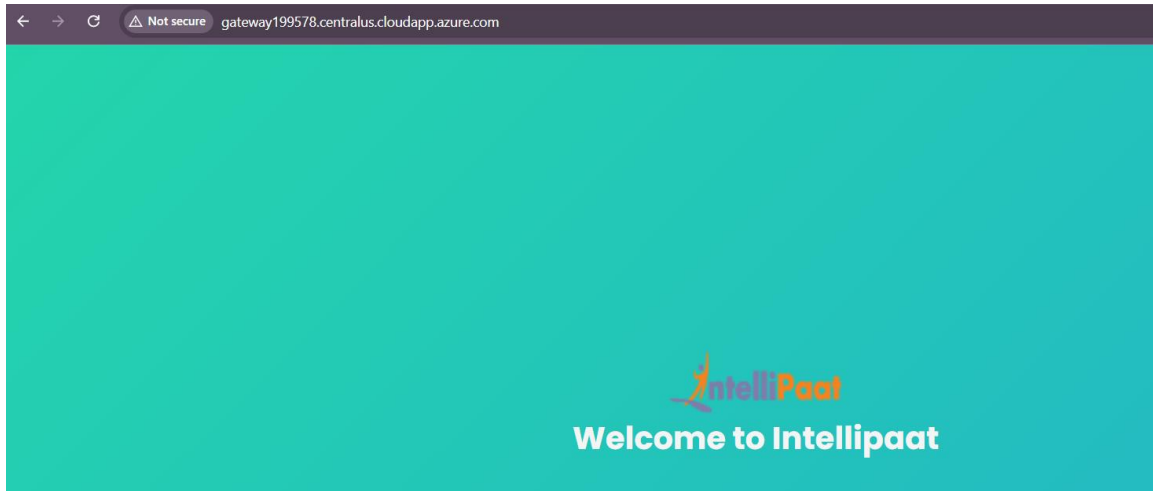 Not secure gateway199578.centralus.cloudapp.azure.com
IntelliPaat
Welcome to Intellipaat